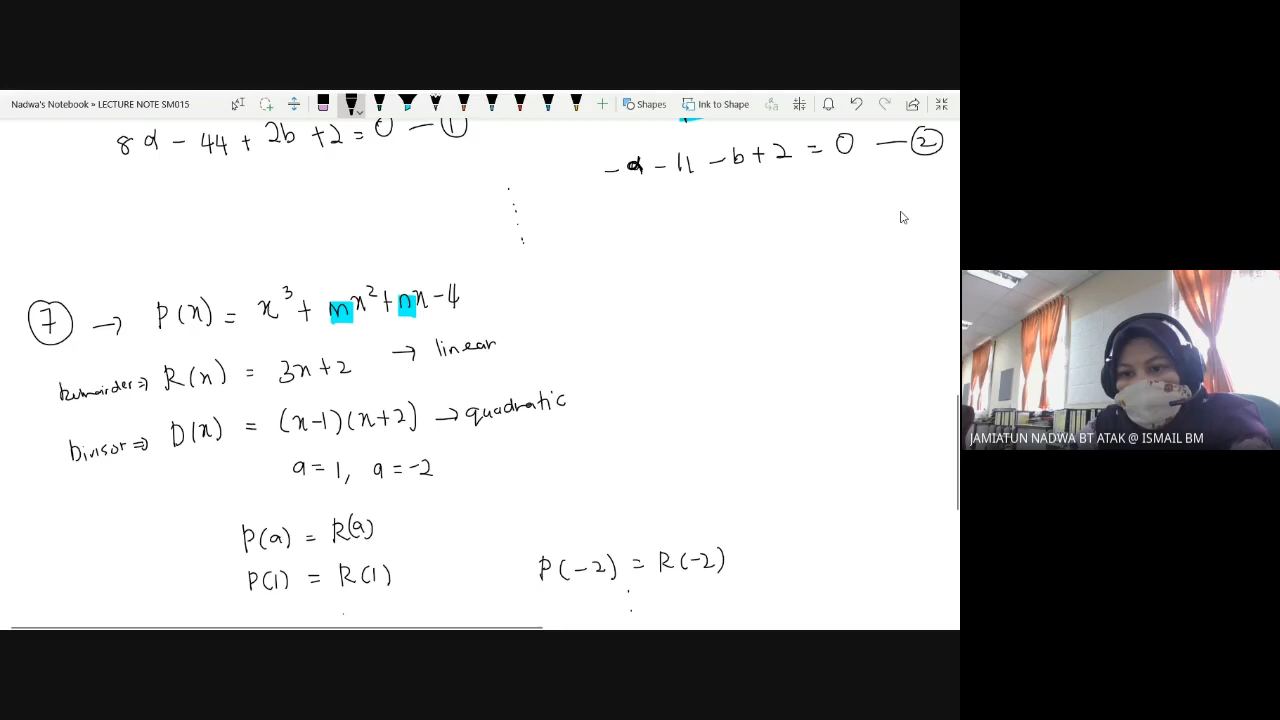 Nadwa's Notebook » LECTURE NOTE SM015
Shapes
Ink to Shape
8a - 44 + 2b + 2 = 0 — ①
- a - 11 - b + 2 = 0 — ②
⑦ → P(x) = x³ + mx² + nx - 4
Remainder ⇒ R(x) = 3x + 2 → linear
Divisor ⇒ D(x) = (x-1)(x+2) → quadratic
a = 1, a = -2
P(a) = R(a)
P(1) = R(1)
P(-2) = R(-2)
JAMIATUN NADWA BT ATAK @ ISMAIL BM